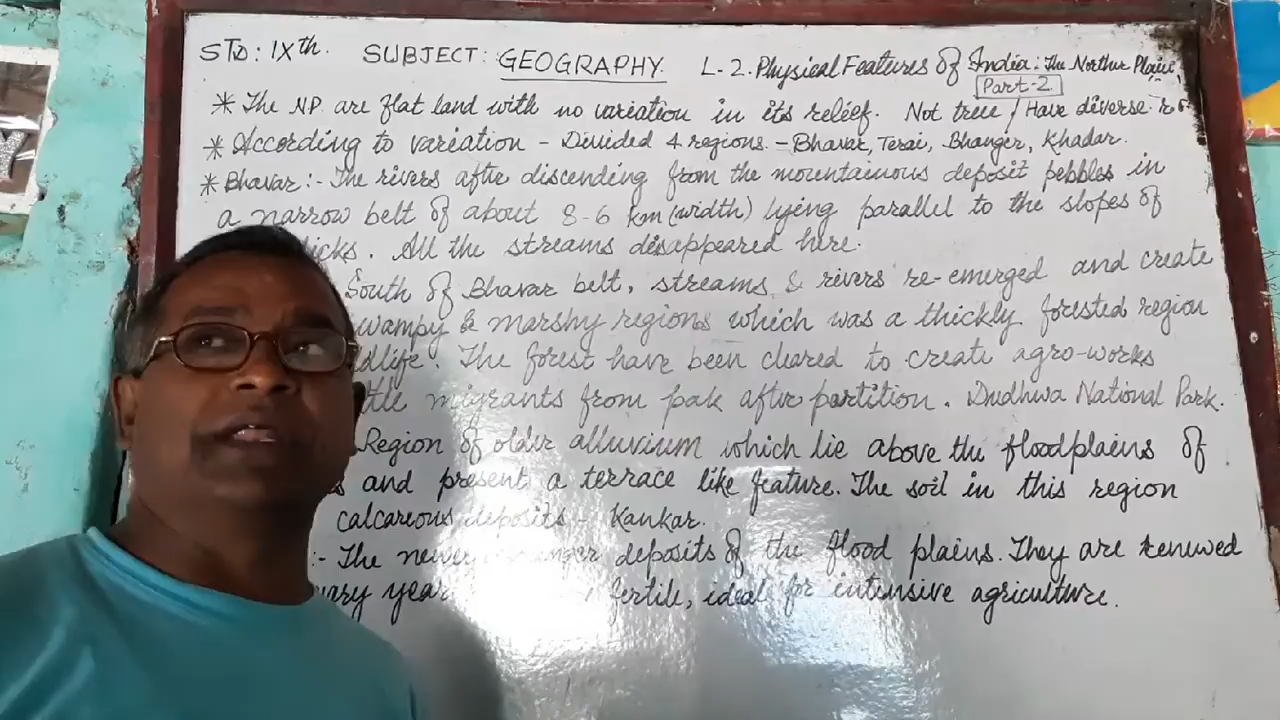 STD: IXth. SUBJECT: GEOGRAPHY L-2. Physical Features of India: The Northern Plain,
Part-2
* The NP. are flat land with no variation in its relief. Not true / Have diverse
* According to variation - Divided 4 regions. - Bhavar, Terai, Bhanger, Khadar.
* Bhavar :- The rivers after discending from the mountainous deposit pebbles in
a narrow belt of about 8-6 km (width) lying parallel to the slopes of
All the streams disappeared here.
South of Bhavar belt, streams & rivers re-emerged and create
wampy & marshy regions which was a thickly forested region
dlife. The forest have been cleared to create agro-works
ttle migrants from pak after partition. Dudhwa National Park.
Region of older alluvium which lie above the floodplains of
s and present a terrace like feature. The soil in this region
calcareous deposits - Kankar.
:- The newer deposits of the flood plains. They are renewed
year fertile, ideal for intensive agriculture.
Y